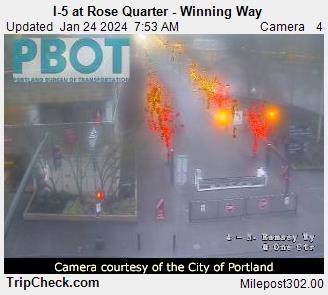 I-5 at Rose Quarter - Winning Way
Updated Jan 24 2024 7:53 AM Camera 4
PBOT
PORTLAND BUREAU OF TRANSPORTATION
Camera courtesy of the City of Portland
TripCheck.com Milepost302.00